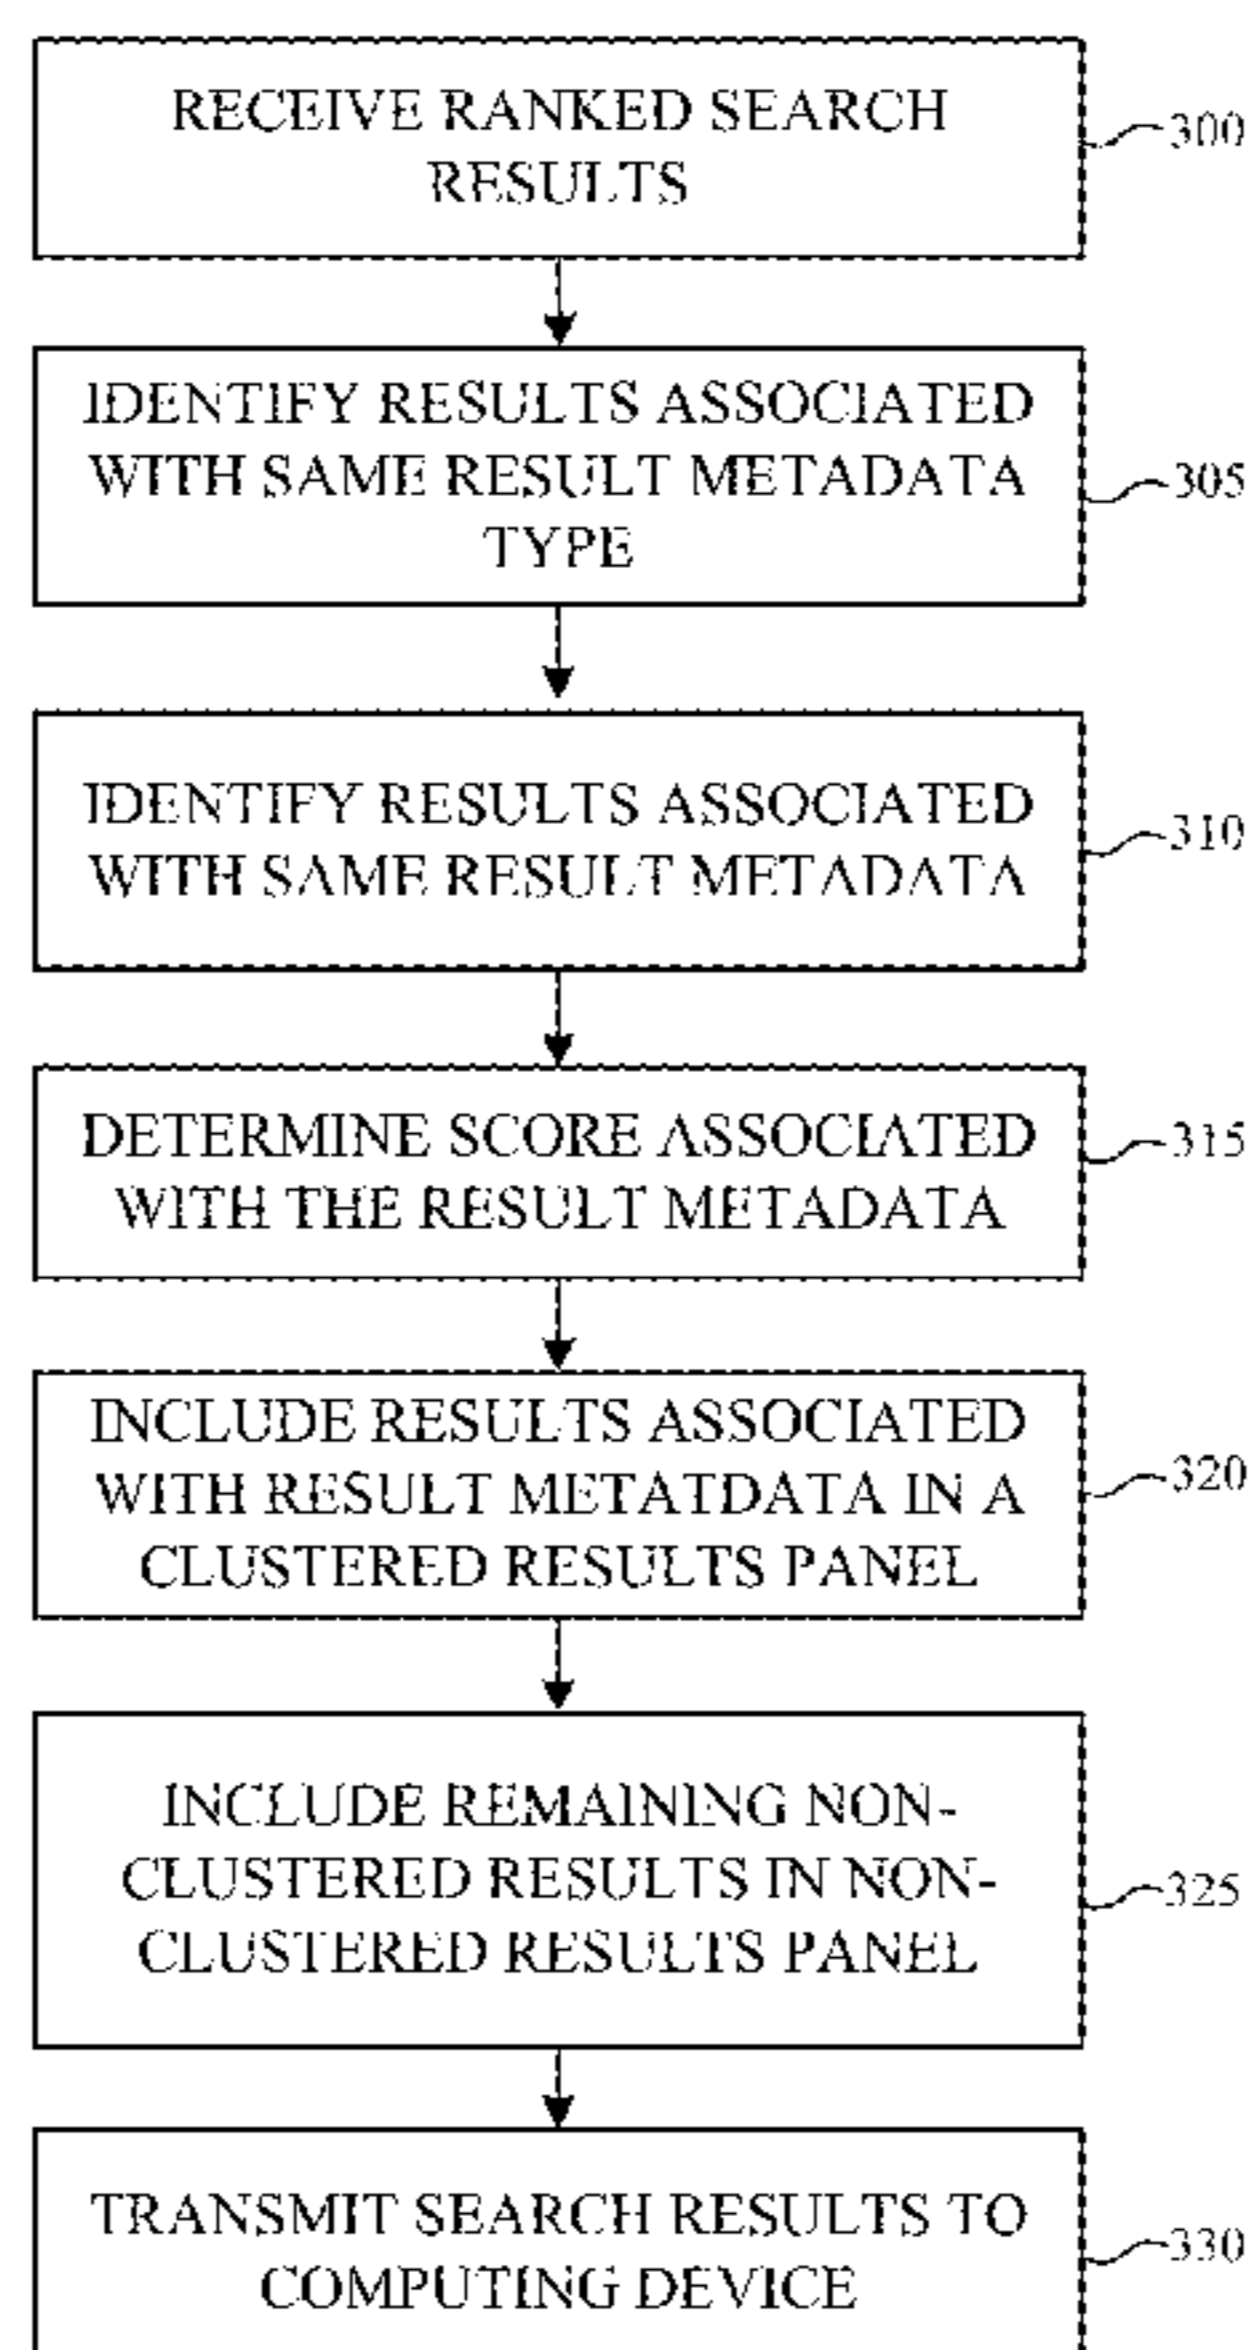 RECEIVE RANKED SEARCH
RESULTS
300
IDENTIFY RESULTS ASSOCIATED
WITH SAME RESULT METADATA
TYPE
305
IDENTIFY RESULTS ASSOCIATED
WITH SAME RESULT METADATA
310
DETERMINE SCORE ASSOCIATED
WITH THE RESULT METADATA
315
INCLUDE RESULTS ASSOCIATED
WITH RESULT METATDATA IN A
CLUSTERED RESULTS PANEL
320
INCLUDE REMAINING NON-
CLUSTERED RESULTS IN NON-
CLUSTERED RESULTS PANEL
325
TRANSMIT SEARCH RESULTS TO
COMPUTING DEVICE
330